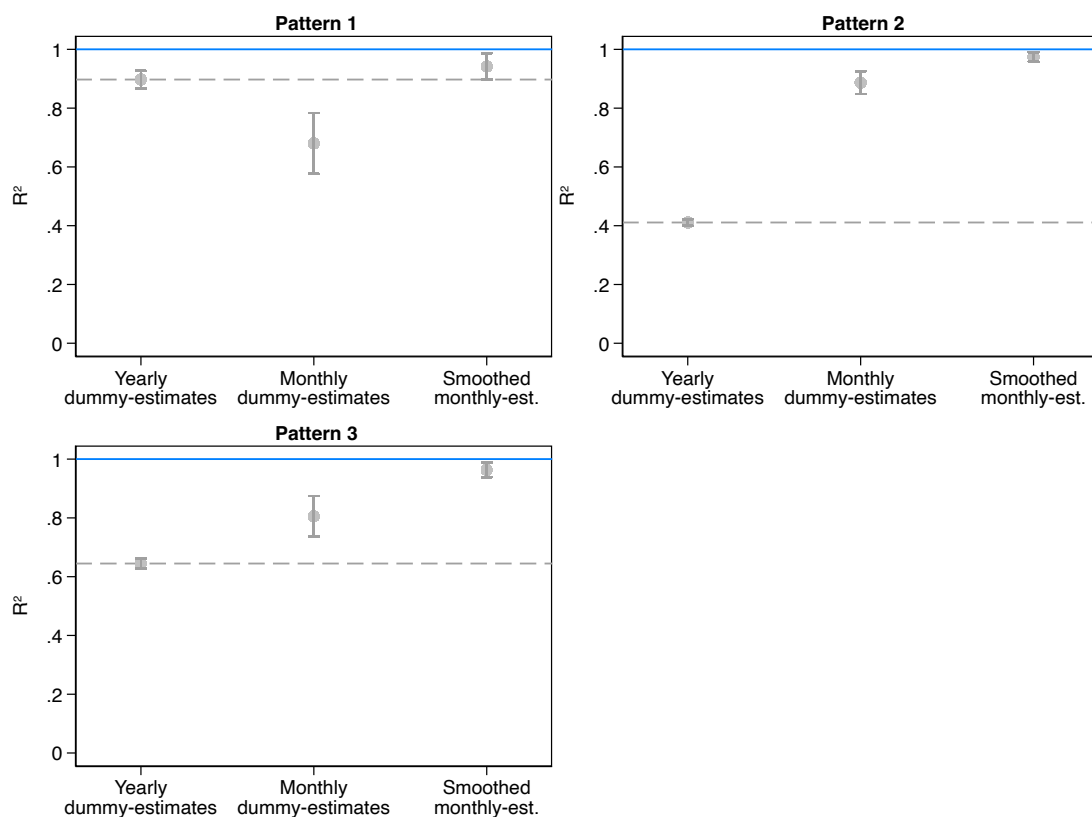 Pattern 1
1
.8
.6
.4
.2
0
R²
Yearly
dummy-estimates
Monthly
dummy-estimates
Smoothed
monthly-est.
Pattern 2
1
.8
.6
.4
.2
0
R²
Yearly
dummy-estimates
Monthly
dummy-estimates
Smoothed
monthly-est.
Pattern 3
1
.8
.6
.4
.2
0
R²
Yearly
dummy-estimates
Monthly
dummy-estimates
Smoothed
monthly-est.